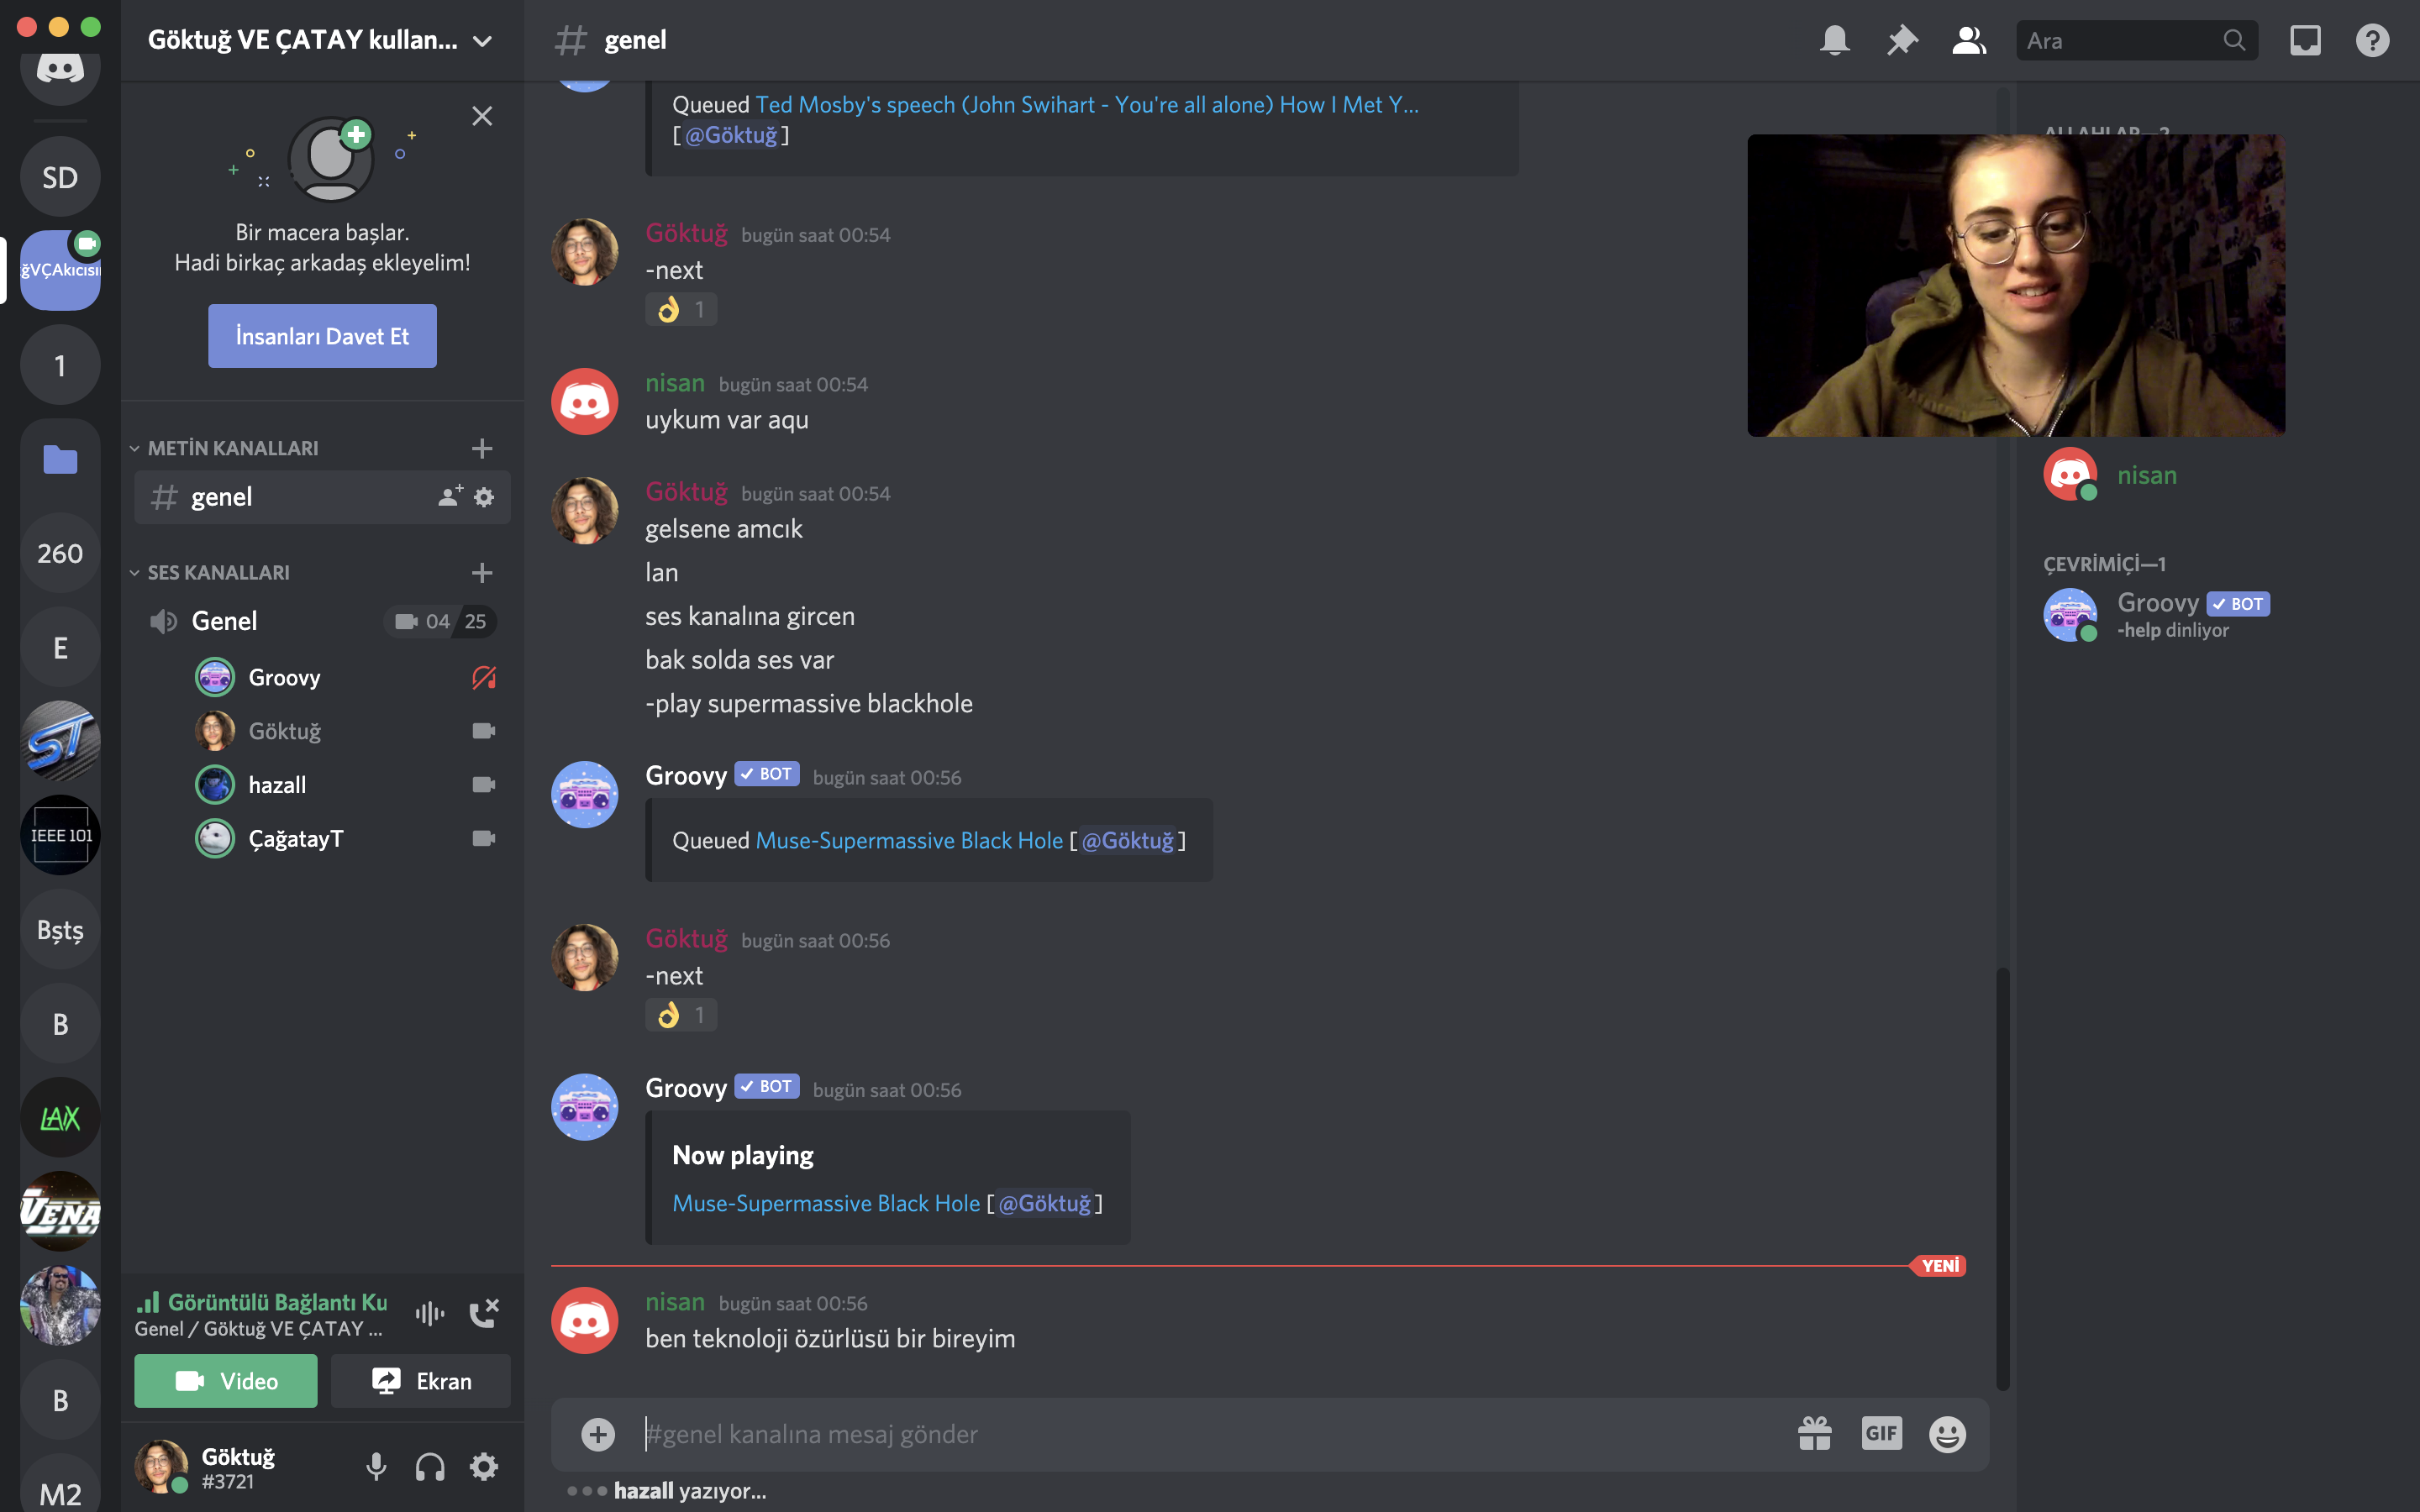 Göktuğ VE ÇATAY kullan...
genel
Ara
SD
ğVÇAkıcısıı
1
260
E
ST
IEEE 101
Bştş
B
LAX
VENA
B
M2
Bir macera başlar.
Hadi birkaç arkadaş ekleyelim!
İnsanları Davet Et
METİN KANALLARI
genel
SES KANALLARI
Genel
04 25
Groovy
Göktuğ
hazall
ÇağatayT
Görüntülü Bağlantı Ku
Genel / Göktuğ VE ÇATAY ...
Video
Ekran
Göktuğ
#3721
Queued Ted Mosby's speech (John Swihart - You're all alone) How I Met Y...
[@Göktuğ]
Göktuğ bugün saat 00:54
-next
👌 1
nisan bugün saat 00:54
uykum var aqu
Göktuğ bugün saat 00:54
gelsene amcık
lan
ses kanalına gircen
bak solda ses var
-play supermassive blackhole
Groovy ✓ BOT bugün saat 00:56
Queued Muse-Supermassive Black Hole [@Göktuğ]
Göktuğ bugün saat 00:56
-next
👌 1
Groovy ✓ BOT bugün saat 00:56
Now playing
Muse-Supermassive Black Hole [@Göktuğ]
YENİ
nisan bugün saat 00:56
ben teknoloji özürlüsü bir bireyim
#genel kanalına mesaj gönder
GIF
hazall yazıyor...
ALLAHLAR—2
nisan
ÇEVRİMİÇİ—1
Groovy ✓ BOT
-help dinliyor